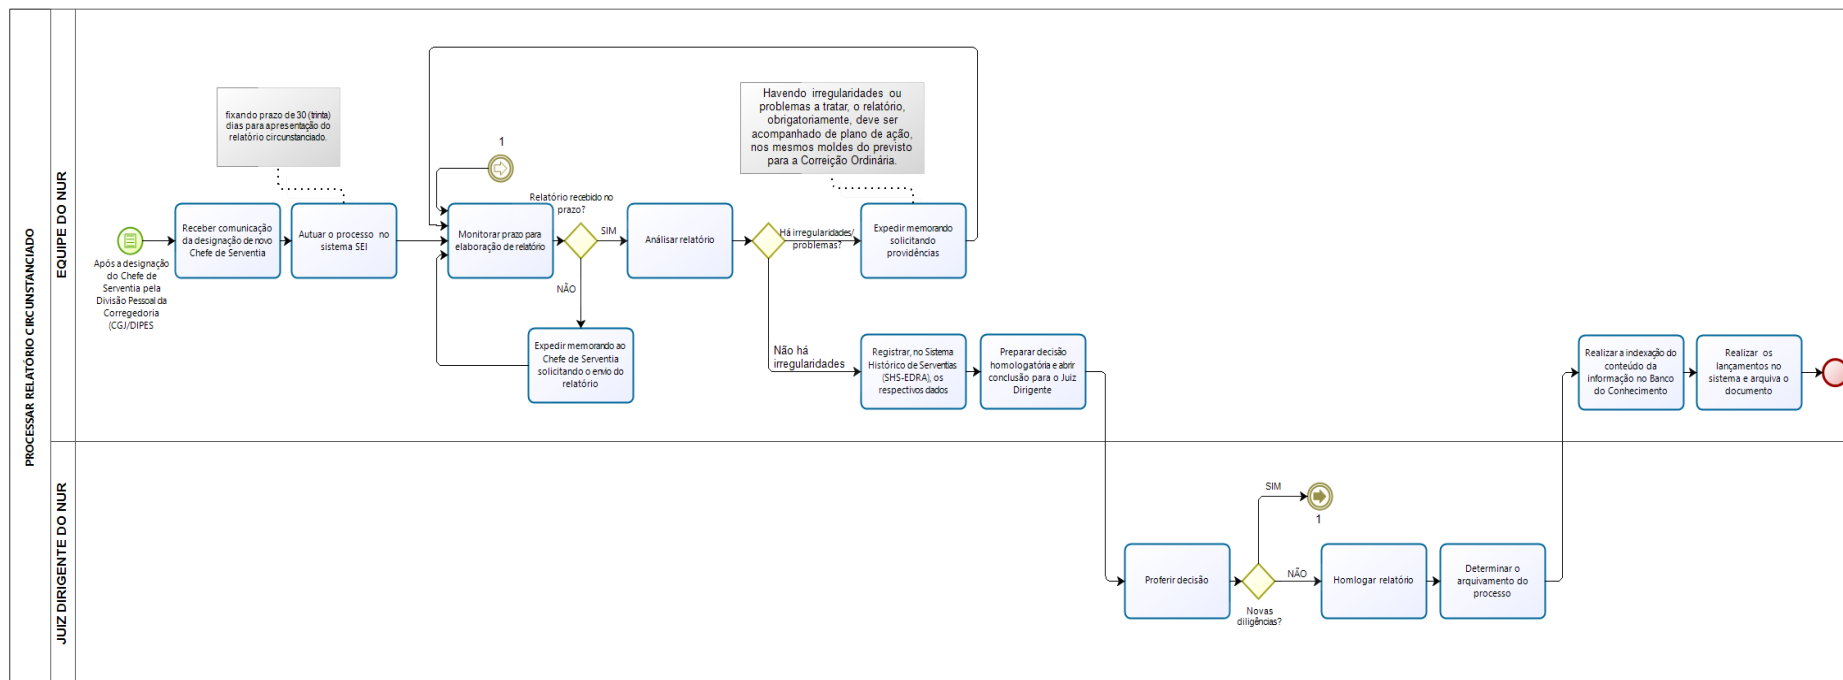 PROCESSAR RELATÓRIO CIRCUNSTANCIADO
EQUIPE DO NUR
JUIZ DIRIGENTE DO NUR
Após a designação
do Chefe de
Serventia pela
Divisão Pessoal da
Corregedoria
(CGJ/DIPES
Receber comunicação
da designação de novo
Chefe de Serventia
fixando prazo de 30 (trinta)
dias para apresentação do
relatório circunstanciado.
Autuar o processo no
sistema SEI
1
Monitorar prazo para
elaboração de relatório
Relatório recebido no
prazo?
SIM
NÃO
Expedir memorando ao
Chefe de Serventia
solicitando o envio do
relatório
Análisar relatório
Há irregularidades/
problemas?
Havendo irregularidades ou
problemas a tratar, o relatório,
obrigatoriamente, deve ser
acompanhado de plano de ação,
nos mesmos moldes do previsto
para a Correição Ordinária.
Expedir memorando
solicitando
providências
Não há
irregularidades
Registrar, no Sistema
Histórico de Serventias
(SHS-EDRA), os
respectivos dados
Preparar decisão
homologatória e abrir
conclusão para o Juiz
Dirigente
Proferir decisão
Novas
diligências?
SIM
1
NÃO
Homlogar relatório
Determinar o
arquivamento do
processo
Realizar a indexação do
conteúdo da
informação no Banco
do Conhecimento
Realizar os
lançamentos no
sistema e arquiva o
documento